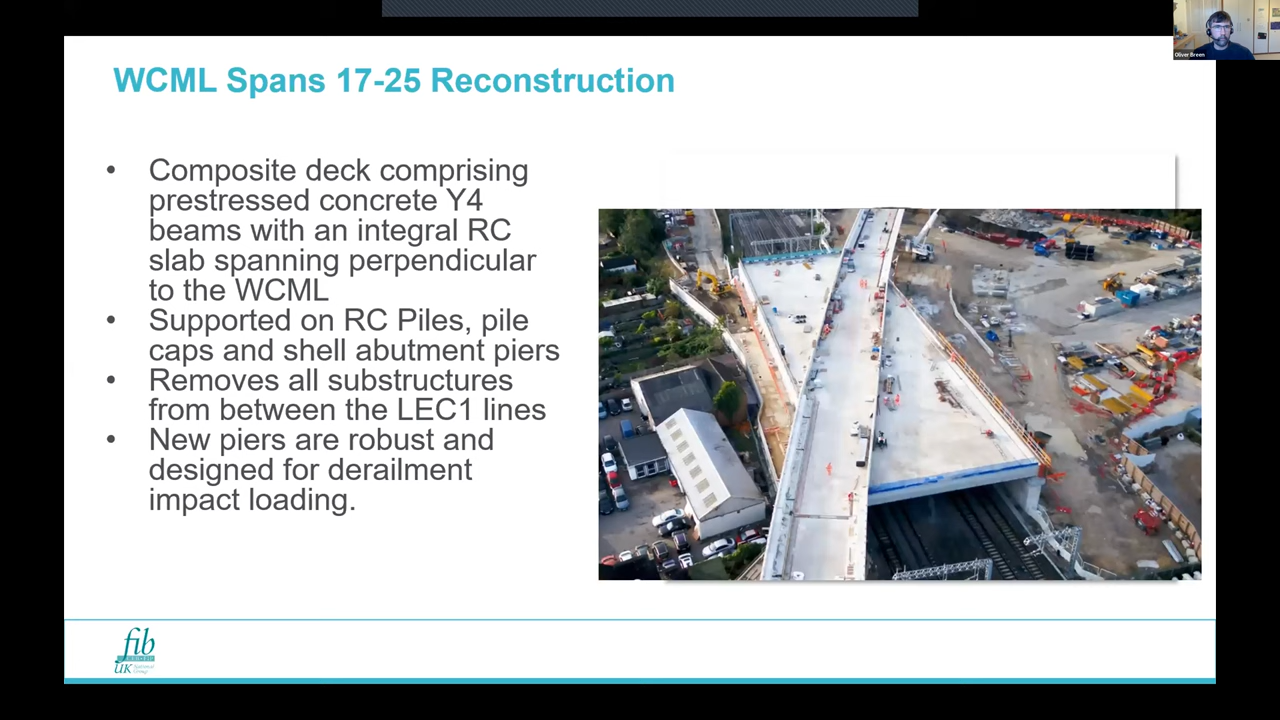 Oliver Breen
WCML Spans 17-25 Reconstruction
• Composite deck comprising
prestressed concrete Y4
beams with an integral RC
slab spanning perpendicular
to the WCML
• Supported on RC Piles, pile
caps and shell abutment piers
• Removes all substructures
from between the LEC1 lines
• New piers are robust and
designed for derailment
impact loading.
fib
UK